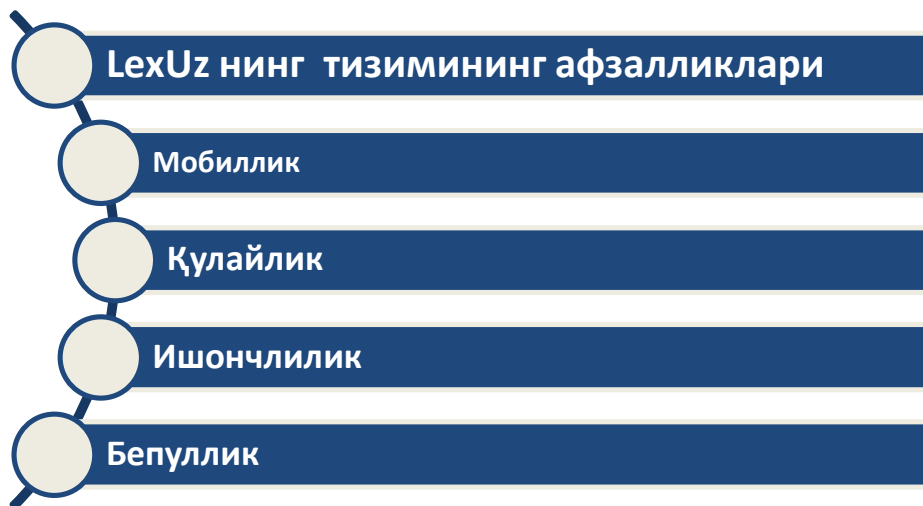 LexUz нинг тизимининг афзалликлари
Мобиллик
Қулайлик
Ишончлилик
Бепуллик